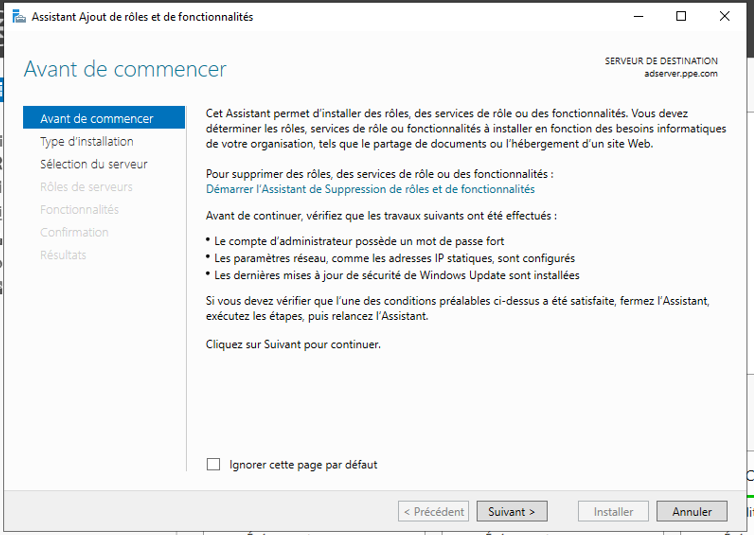 Assistant Ajout de rôles et de fonctionnalités
Avant de commencer
SERVEUR DE DESTINATION
adserver.ppe.com
Avant de commencer
Type d'installation
Sélection du serveur
Rôles de serveurs
Fonctionnalités
Confirmation
Résultats
Cet Assistant permet d'installer des rôles, des services de rôle ou des fonctionnalités. Vous devez
déterminer les rôles, services de rôle ou fonctionnalités à installer en fonction des besoins informatiques
de votre organisation, tels que le partage de documents ou l'hébergement d'un site Web.
Pour supprimer des rôles, des services de rôle ou des fonctionnalités :
Démarrer l'Assistant de Suppression de rôles et de fonctionnalités
Avant de continuer, vérifiez que les travaux suivants ont été effectués :
• Le compte d'administrateur possède un mot de passe fort
• Les paramètres réseau, comme les adresses IP statiques, sont configurés
• Les dernières mises à jour de sécurité de Windows Update sont installées
Si vous devez vérifier que l'une des conditions préalables ci-dessus a été satisfaite, fermez l'Assistant,
exécutez les étapes, puis relancez l'Assistant.
Cliquez sur Suivant pour continuer.
Ignorer cette page par défaut
< Précédent
Suivant >
Installer
Annuler